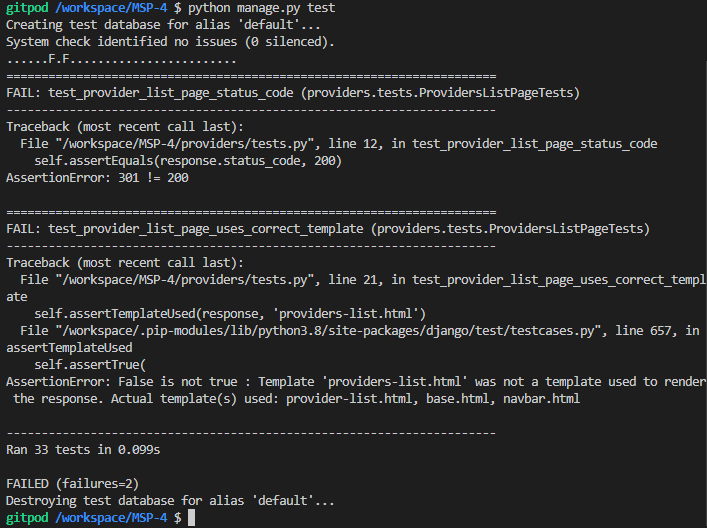 gitpod /workspace/MSP-4 $ python manage.py test
Creating test database for alias 'default'...
System check identified no issues (0 silenced).
......F.F........................
======================================================================
FAIL: test_provider_list_page_status_code (providers.tests.ProvidersListPageTests)
----------------------------------------------------------------------
Traceback (most recent call last):
  File "/workspace/MSP-4/providers/tests.py", line 12, in test_provider_list_page_status_code
    self.assertEquals(response.status_code, 200)
AssertionError: 301 != 200

======================================================================
FAIL: test_provider_list_page_uses_correct_template (providers.tests.ProvidersListPageTests)
----------------------------------------------------------------------
Traceback (most recent call last):
  File "/workspace/MSP-4/providers/tests.py", line 21, in test_provider_list_page_uses_correct_templ
ate
    self.assertTemplateUsed(response, 'providers-list.html')
  File "/workspace/.pip-modules/lib/python3.8/site-packages/django/test/testcases.py", line 657, in
assertTemplateUsed
    self.assertTrue(
AssertionError: False is not true : Template 'providers-list.html' was not a template used to render
 the response. Actual template(s) used: provider-list.html, base.html, navbar.html

----------------------------------------------------------------------
Ran 33 tests in 0.099s

FAILED (failures=2)
Destroying test database for alias 'default'...
gitpod /workspace/MSP-4 $